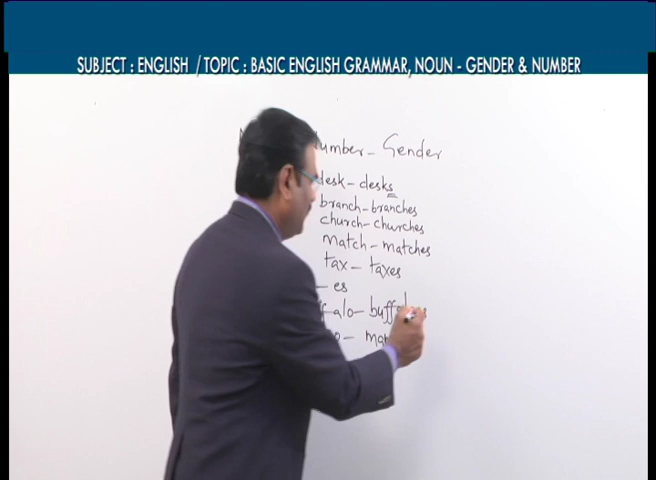 SUBJECT : ENGLISH / TOPIC : BASIC ENGLISH GRAMMAR, NOUN - GENDER & NUMBER
Number - Gender
desk - desks
branch - branches
church - churches
match - matches
tax - taxes
- es